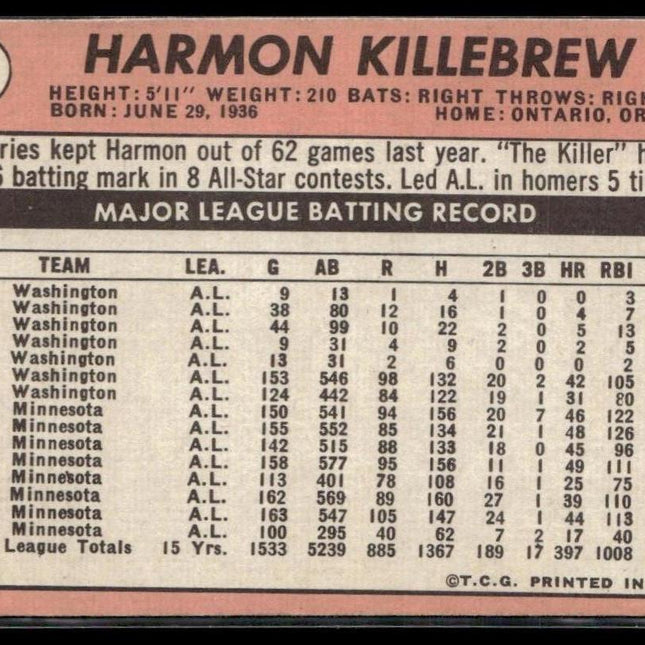 HARMON KILLEBREW
HEIGHT: 5'11" WEIGHT: 210 BATS: RIGHT THROWS: RIGH
BORN: JUNE 29, 1936 HOME: ONTARIO, OR
ries kept Harmon out of 62 games last year. "The Killer" h
6 batting mark in 8 All-Star contests. Led A.L. in homers 5 ti
MAJOR LEAGUE BATTING RECORD
TEAM LEA. G AB R H 2B 3B HR RBI
Washington A.L. 9 13 1 4 1 0 0 3
Washington A.L. 38 80 12 16 1 0 4 7
Washington A.L. 44 99 10 22 2 0 5 13
Washington A.L. 9 31 4 9 2 0 2 5
Washington A.L. 13 31 2 6 0 0 0 2
Washington A.L. 153 546 98 132 20 2 42 105
Washington A.L. 124 442 84 122 19 1 31 80
Minnesota A.L. 150 541 94 156 20 7 46 122
Minnesota A.L. 155 552 85 134 21 1 48 126
Minnesota A.L. 142 515 88 133 18 0 45 96
Minnesota A.L. 158 577 95 156 11 1 49 111
Minnesota A.L. 113 401 78 108 16 1 25 75
Minnesota A.L. 162 569 89 160 27 1 39 110
Minnesota A.L. 163 547 105 147 24 1 44 113
Minnesota A.L. 100 295 40 62 7 2 17 40
League Totals 15 Yrs. 1533 5239 885 1367 189 17 397 1008
©T.C.G. PRINTED IN